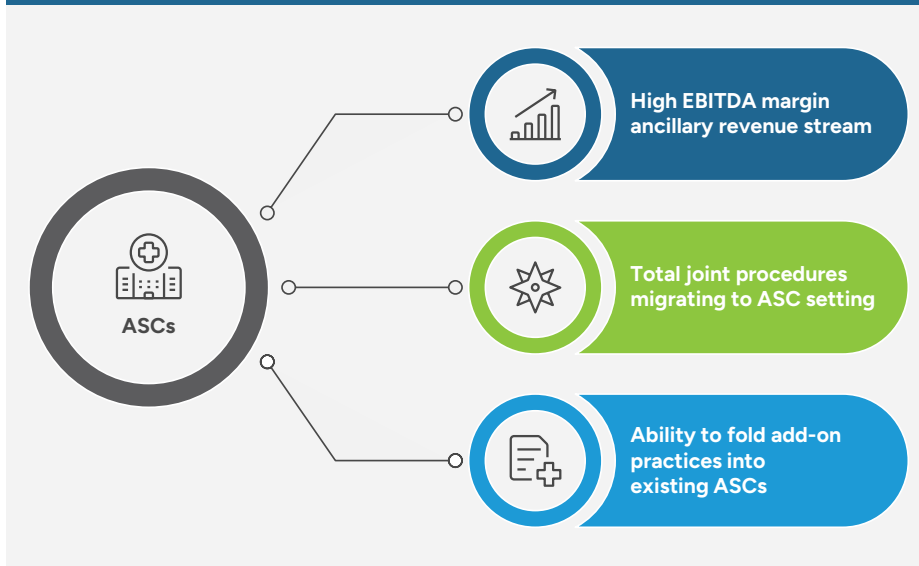 ASCs
High EBITDA margin
ancillary revenue stream
Total joint procedures
migrating to ASC setting
Ability to fold add-on
practices into
existing ASCs